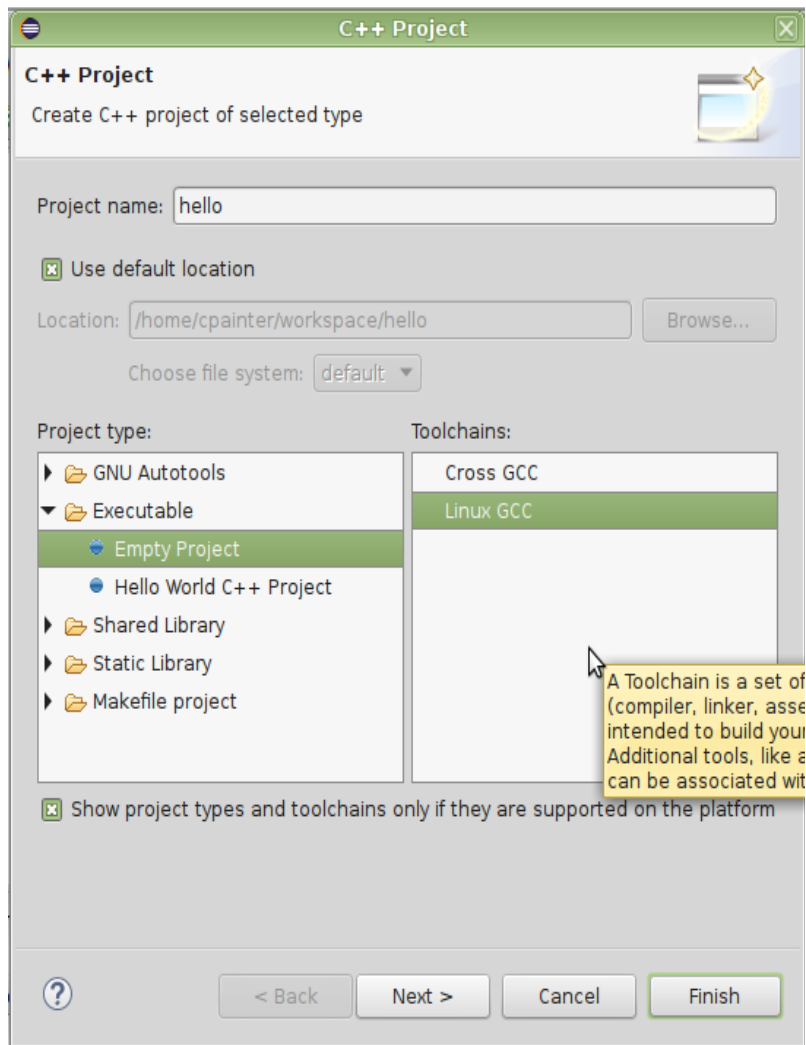 C++ Project
C++ Project
Create C++ project of selected type
Project name: hello
Use default location
Location: /home/cpainter/workspace/hello Browse...
Choose file system: default
Project type: Toolchains:
GNU Autotools Cross GCC
Executable Linux GCC
Empty Project
Hello World C++ Project
Shared Library
Static Library
Makefile project
A Toolchain is a set of
(compiler, linker, asse
intended to build your
Additional tools, like a
can be associated wit
Show project types and toolchains only if they are supported on the platform
? < Back Next > Cancel Finish